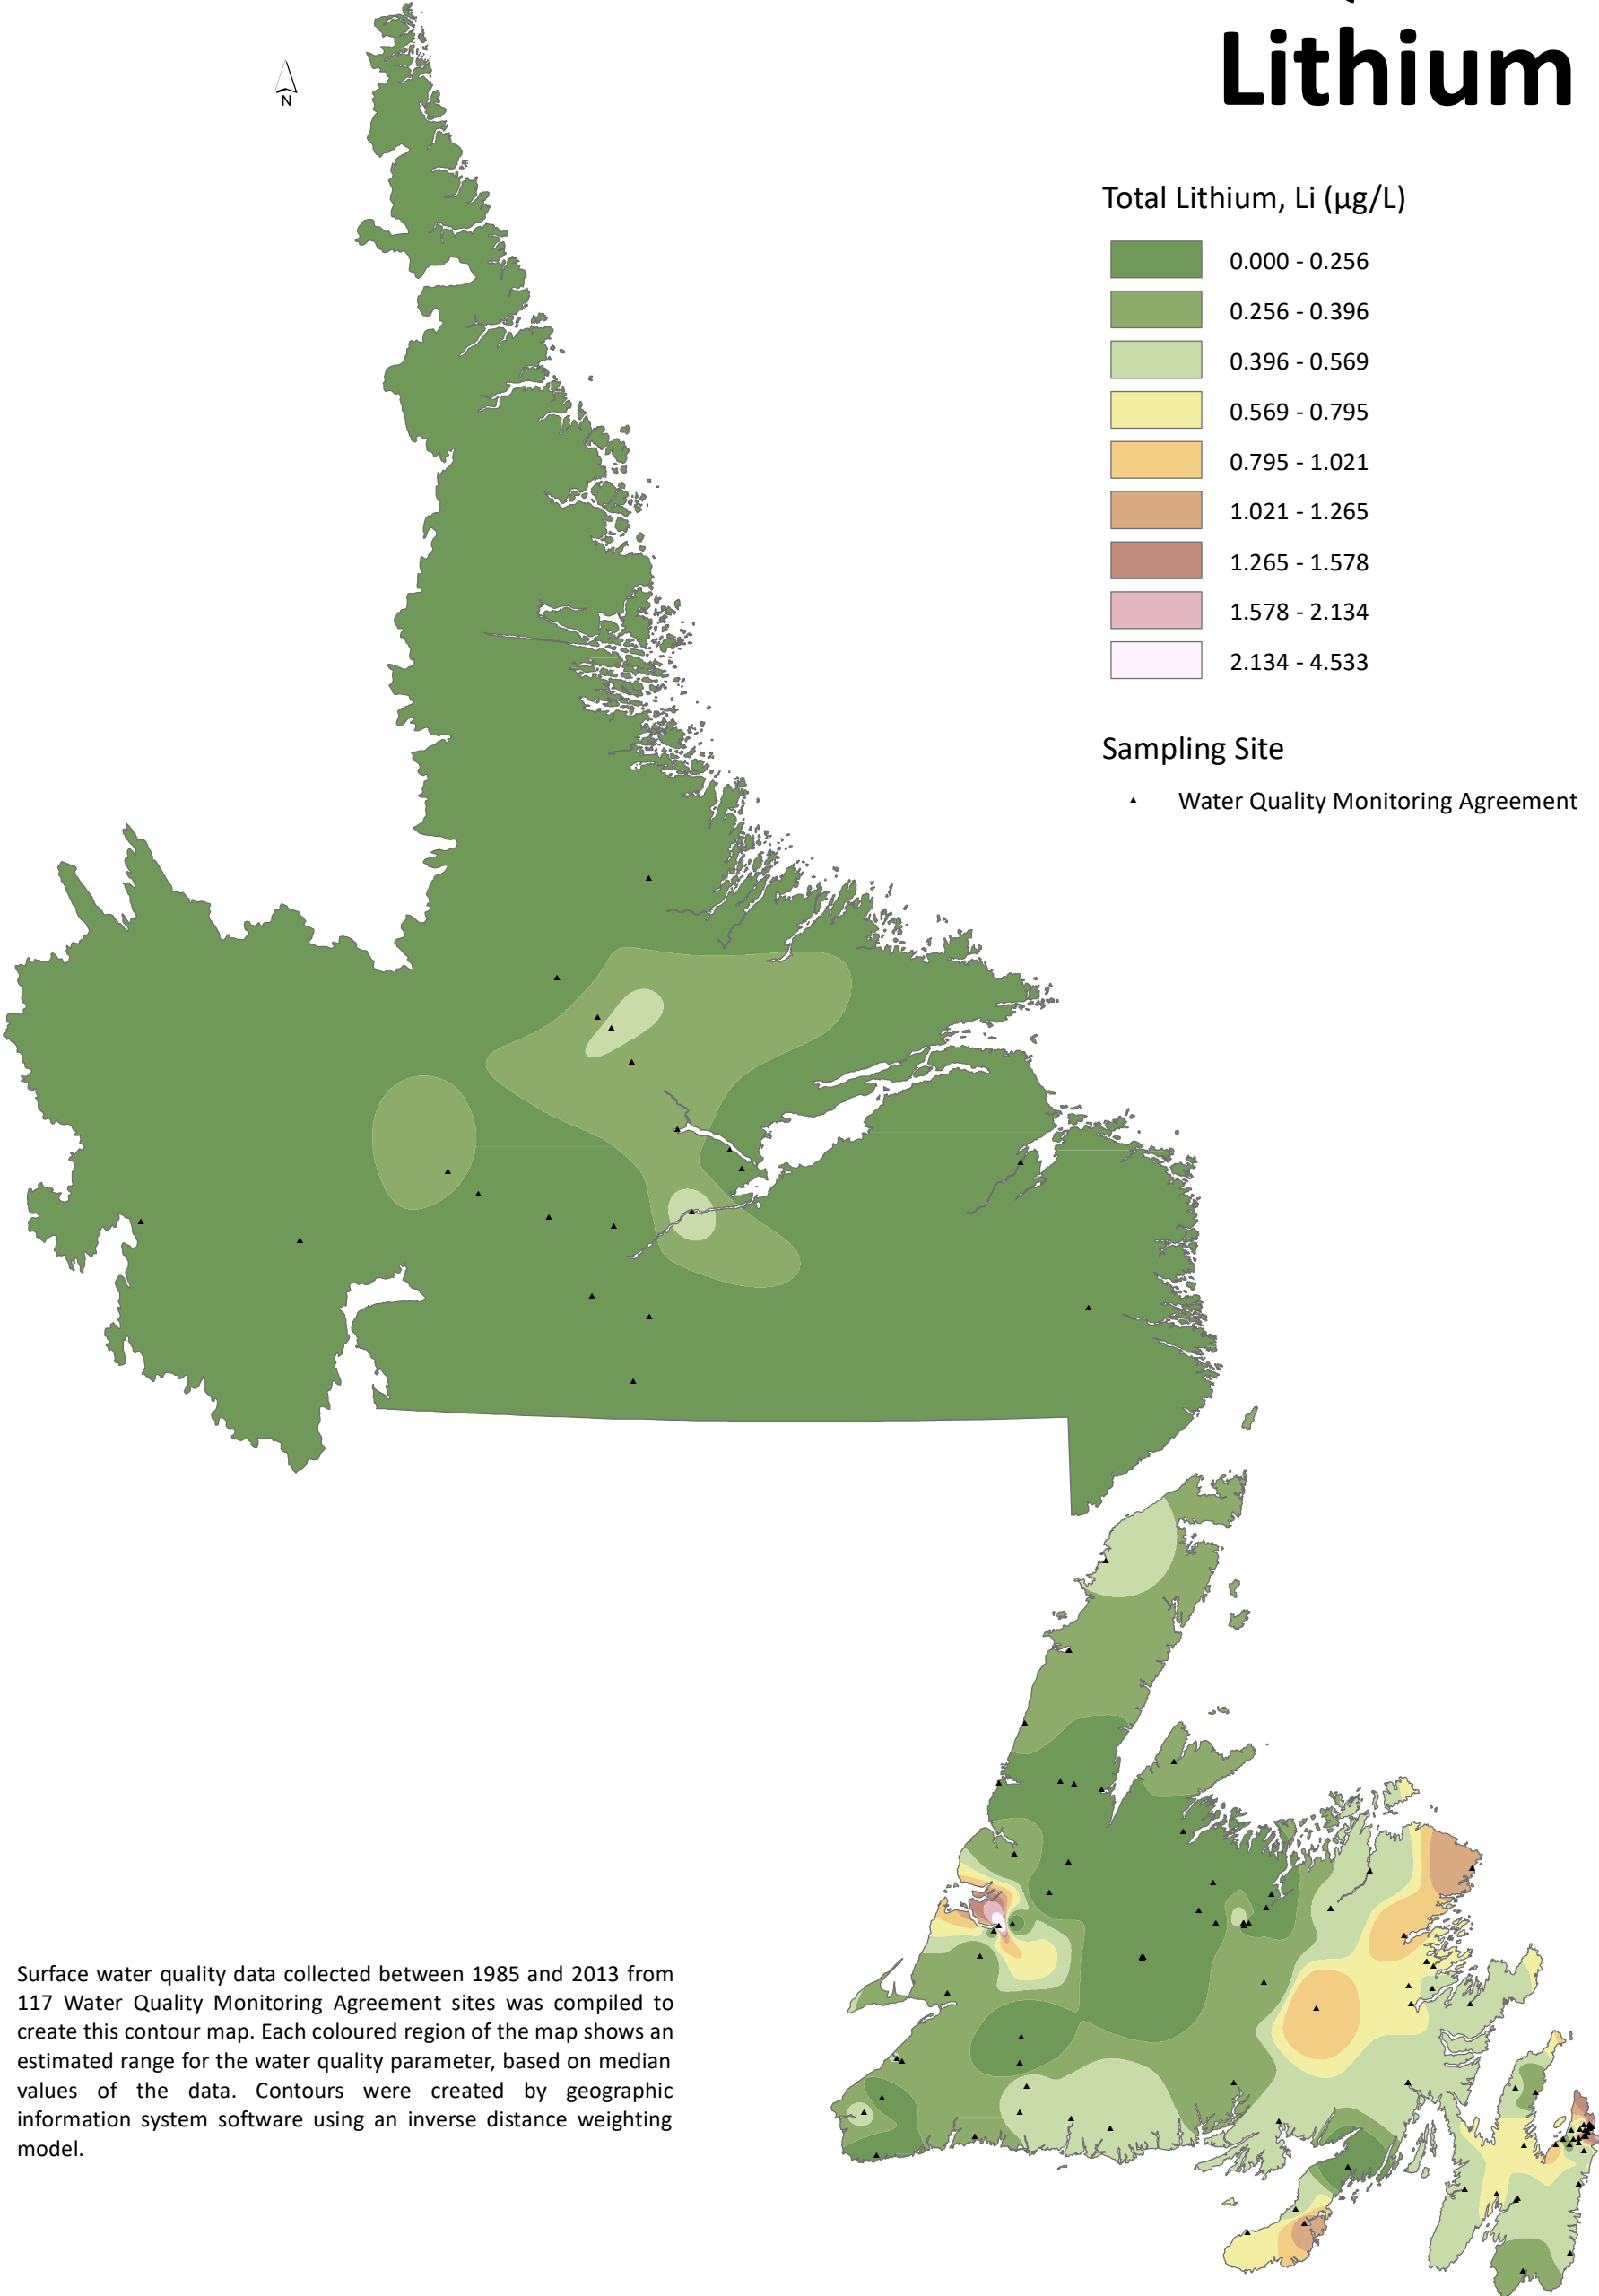 Lithium
N
Total Lithium, Li (µg/L)
0.000 - 0.256
0.256 - 0.396
0.396 - 0.569
0.569 - 0.795
0.795 - 1.021
1.021 - 1.265
1.265 - 1.578
1.578 - 2.134
2.134 - 4.533
Sampling Site
Water Quality Monitoring Agreement
Surface water quality data collected between 1985 and 2013 from
117 Water Quality Monitoring Agreement sites was compiled to
create this contour map. Each coloured region of the map shows an
estimated range for the water quality parameter, based on median
values of the data. Contours were created by geographic
information system software using an inverse distance weighting
model.